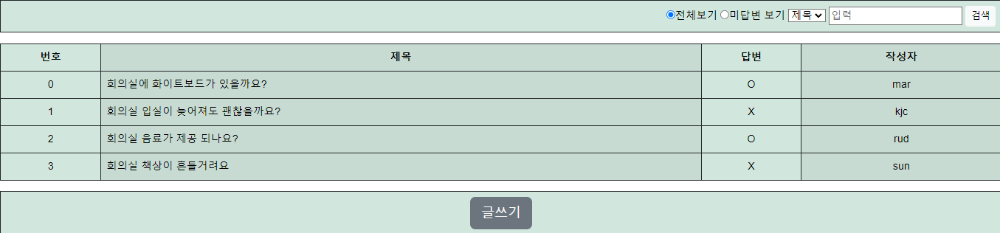 전체보기 미답변 보기 제목 입력 검색
번호 제목 답변 작성자
0 회의실에 화이트보드가 있을까요? O mar
1 회의실 입실이 늦어져도 괜찮을까요? X kjc
2 회의실 음료가 제공 되나요? O rud
3 회의실 책상이 흔들거려요 X sun
글쓰기